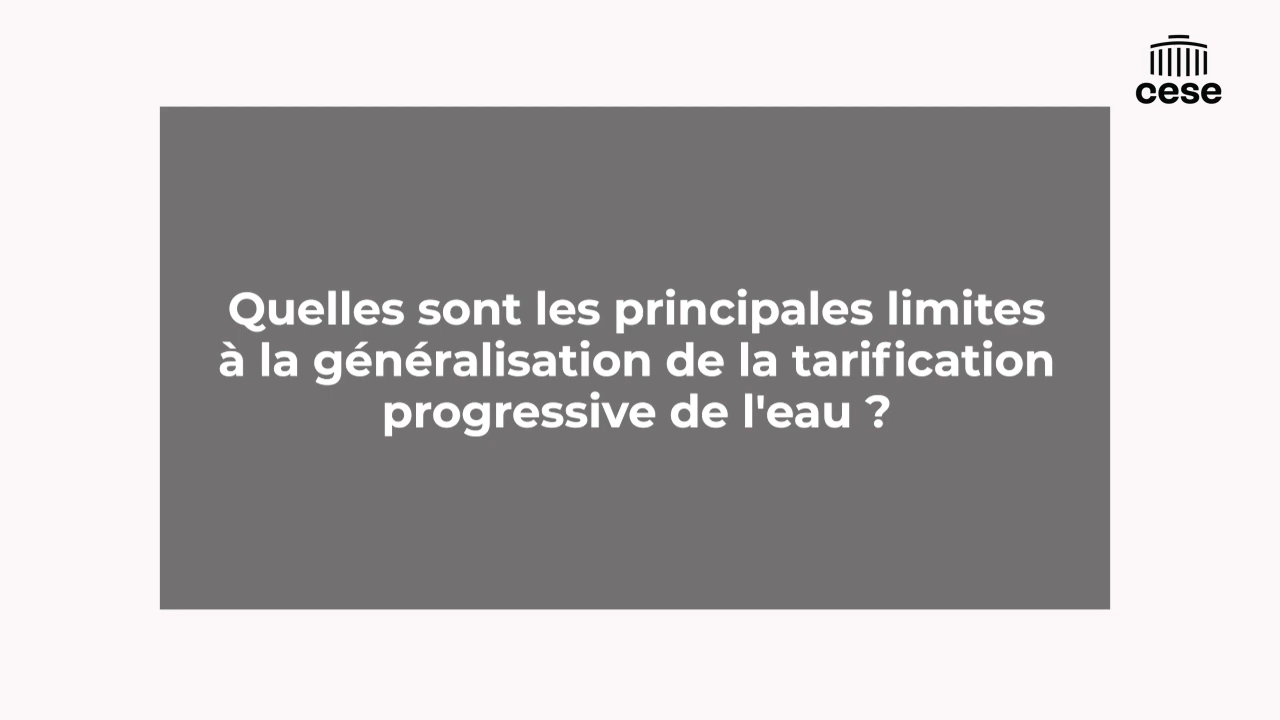 cese
Quelles sont les principales limites
à la généralisation de la tarification
progressive de l'eau ?